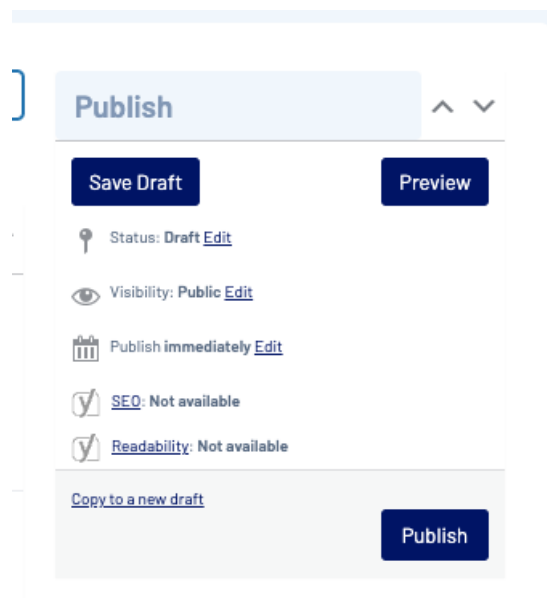 Publish
Save Draft
Preview
Status: Draft Edit
Visibility: Public Edit
Publish immediately Edit
SEO: Not available
Readability: Not available
Copy to a new draft
Publish